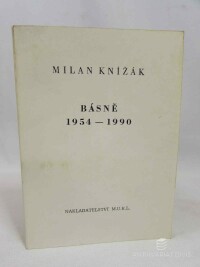 MILAN KNÍŽÁK
BÁSNĚ
1954 — 1990
NAKLADATELSTVÍ